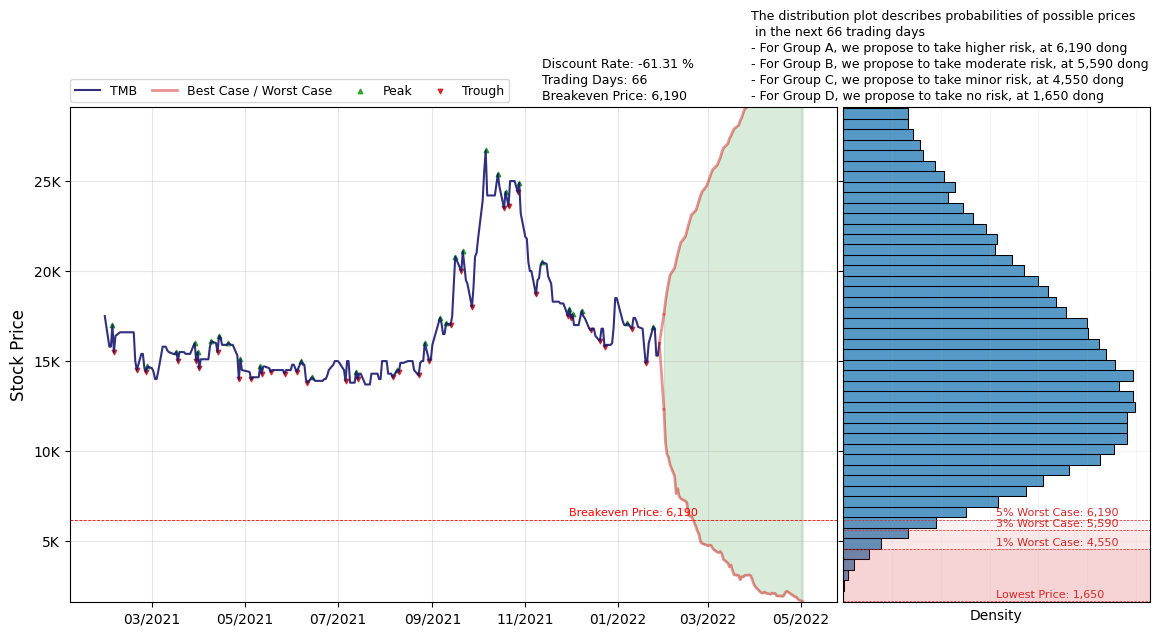 The distribution plot describes probabilities of possible prices
in the next 66 trading days
- For Group A, we propose to take higher risk, at 6,190 dong
- For Group B, we propose to take moderate risk, at 5,590 dong
- For Group C, we propose to take minor risk, at 4,550 dong
- For Group D, we propose to take no risk, at 1,650 dong
Discount Rate: -61.31 %
Trading Days: 66
Breakeven Price: 6,190
TMB Best Case / Worst Case Peak Trough
Stock Price
25K
20K
15K
10K
5K
Breakeven Price: 6,190
5% Worst Case: 6,190
3% Worst Case: 5,590
1% Worst Case: 4,550
Lowest Price: 1,650
03/2021 05/2021 07/2021 09/2021 11/2021 01/2022 03/2022 05/2022
Density